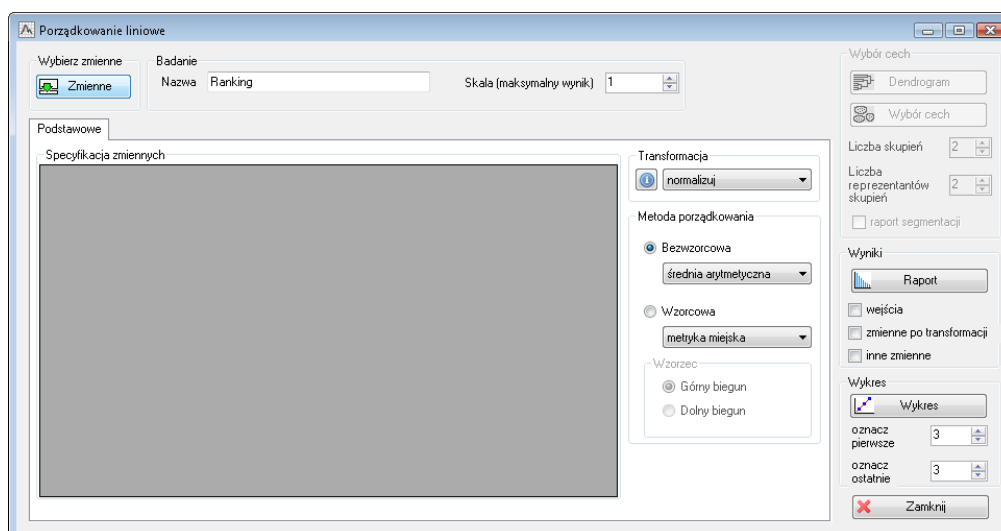 Porządkowanie liniowe
Wybierz zmienne
Zmienne
Badanie
Nazwa Ranking Skala (maksymalny wynik) 1
Podstawowe
Specyfikacja zmiennych
Transformacja
normalizuj
Metoda porządkowania
Bezwzorcowa
średnia arytmetyczna
Wzorcowa
metryka miejska
Wzorzec
Górny biegun
Dolny biegun
Wybór cech
Dendrogram
Wybór cech
Liczba skupień 2
Liczba
reprezentantów 2
skupień
raport segmentacji
Wyniki
Raport
wejścia
zmienne po transformacji
inne zmienne
Wykres
Wykres
oznacz 3
pierwsze
oznacz 3
ostatnie
Zamknij